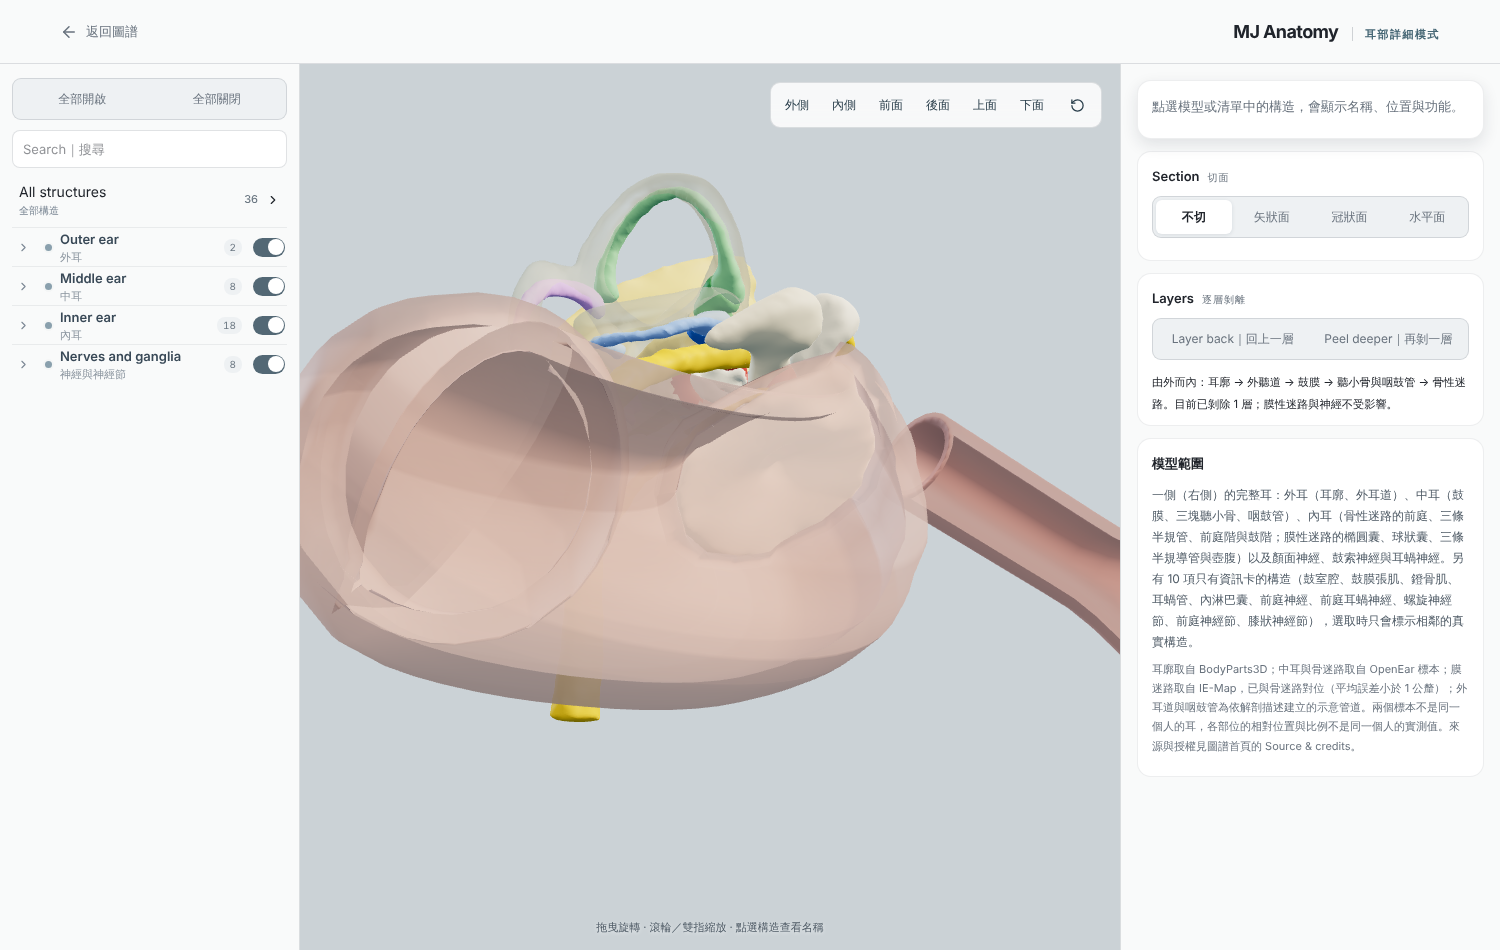 返回圖譜
MJ Anatomy
耳部詳細模式
全部開啟
全部關閉
Search｜搜尋
All structures
全部構造
36
Outer ear
外耳
2
Middle ear
中耳
8
Inner ear
內耳
18
Nerves and ganglia
神經與神經節
8
外側
內側
前面
後面
上面
下面
拖曳旋轉 · 滾輪／雙指縮放 · 點選構造查看名稱
點選模型或清單中的構造，會顯示名稱、位置與功能。
Section 切面
不切
矢狀面
冠狀面
水平面
Layers 逐層剝離
Layer back｜回上一層
Peel deeper｜再剝一層
由外而內：耳廓 → 外聽道 → 鼓膜 → 聽小骨與咽鼓管 → 骨性迷
路。目前已剝除 1 層；膜性迷路與神經不受影響。
模型範圍
一側（右側）的完整耳：外耳（耳廓、外耳道）、中耳（鼓
膜、三塊聽小骨、咽鼓管）、內耳（骨性迷路的前庭、三條
半規管、前庭階與鼓階；膜性迷路的橢圓囊、球狀囊、三條
半規導管與壺腹）以及顏面神經、鼓索神經與耳蝸神經。另
有 10 項只有資訊卡的構造（鼓室腔、鼓膜張肌、鐙骨肌、
耳蝸管、內淋巴囊、前庭神經、前庭耳蝸神經、螺旋神經
節、前庭神經節、膝狀神經節），選取時只會標示相鄰的真
實構造。
耳廓取自 BodyParts3D；中耳與骨迷路取自 OpenEar 標本；膜
迷路取自 IE-Map，已與骨迷路對位（平均誤差小於 1 公釐）；外
耳道與咽鼓管為依解剖描述建立的示意管道。兩個標本不是同一
個人的耳，各部位的相對位置與比例不是同一個人的實測值。來
源與授權見圖譜首頁的 Source & credits。